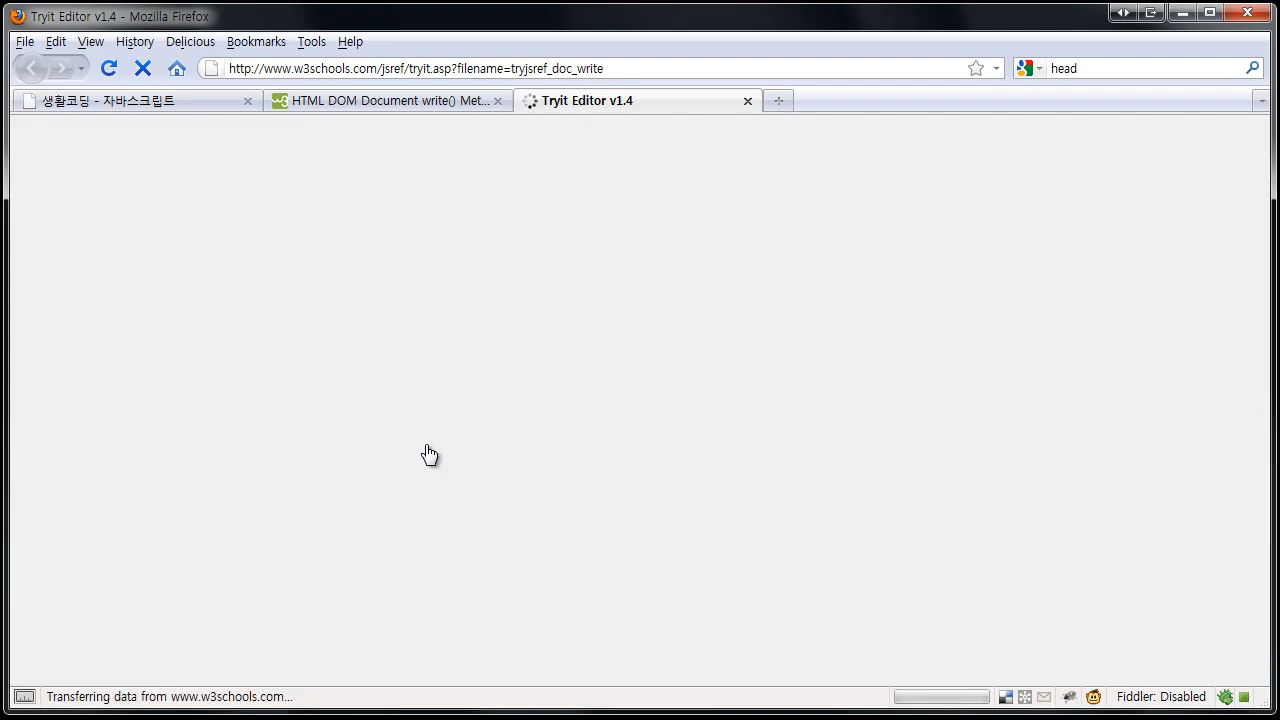 Tryit Editor v1.4 - Mozilla Firefox
File Edit View History Delicious Bookmarks Tools Help
http://www.w3schools.com/jsref/tryit.asp?filename=tryjsref_doc_write
head
생활코딩 - 자바스크립트
HTML DOM Document write() Met...
Tryit Editor v1.4
Transferring data from www.w3schools.com...
Fiddler: Disabled